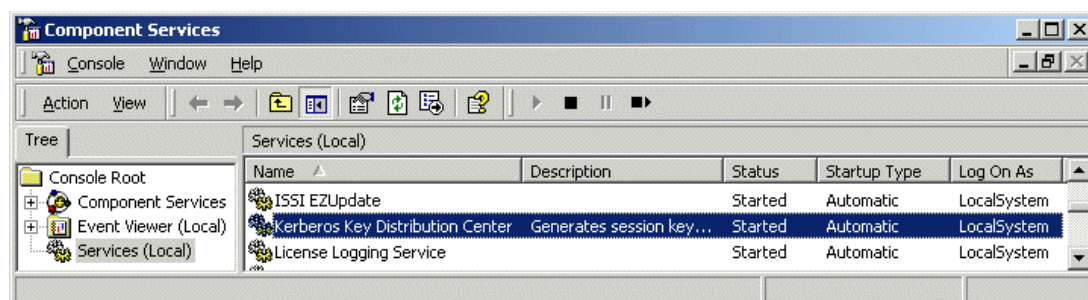 Component Services
Console Window Help
Action View
Tree
Services (Local)
Console Root
Component Services
Event Viewer (Local)
Services (Local)
Name Description Status Startup Type Log On As
ISSI EZUpdate Started Automatic LocalSystem
Kerberos Key Distribution Center Generates session key... Started Automatic LocalSystem
License Logging Service Started Automatic LocalSystem